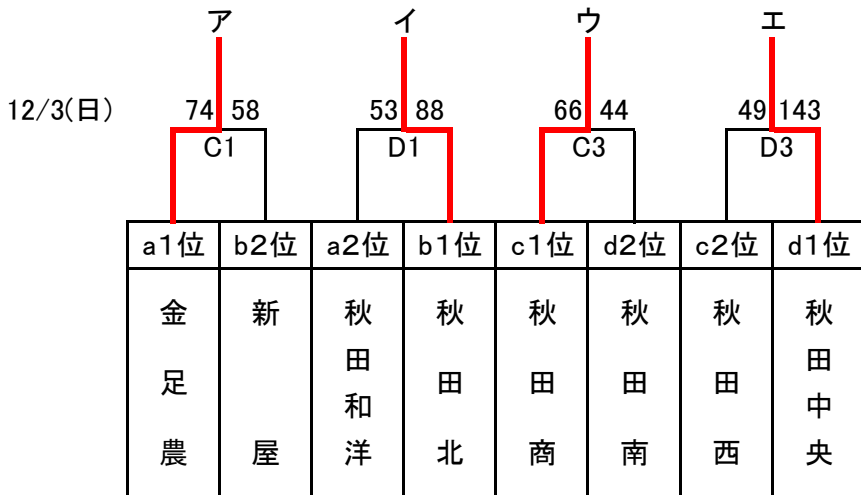 ア イ ウ エ
12/3(日) 74 58 53 88 66 44 49 143
C1 D1 C3 D3
a1位 b2位 a2位 b1位 c1位 d2位 c2位 d1位
金足農
新屋
秋田和洋
秋田北
秋田商
秋田南
秋田西
秋田中央